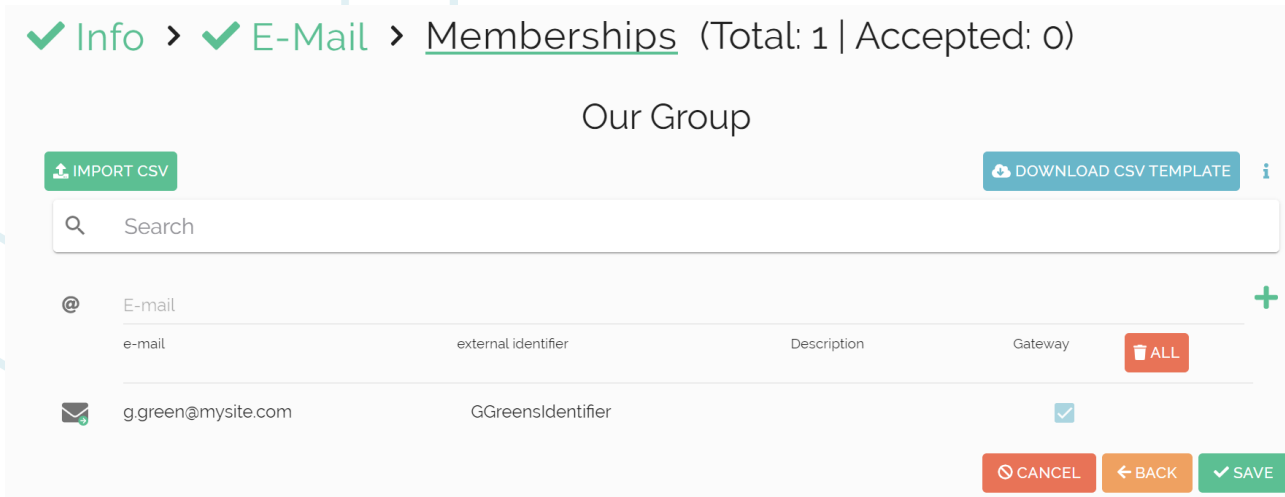 Info > E-Mail > Memberships (Total: 1 | Accepted: 0)
Our Group
IMPORT CSV
DOWNLOAD CSV TEMPLATE i
Search
@ E-mail
e-mail external identifier Description Gateway ALL
g.green@mysite.com GGreensIdentifier
CANCEL BACK SAVE